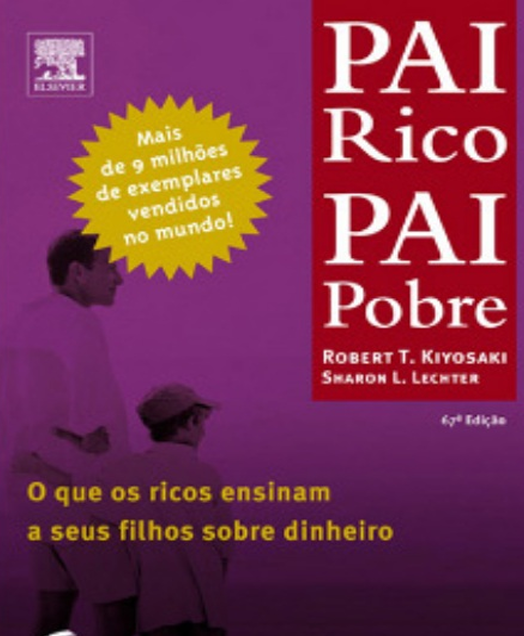 ELSEVIER
PAI
Rico
PAI
Pobre
Mais
de 9 milhões
de exemplares
vendidos
no mundo!
ROBERT T. KIYOSAKI
SHARON L. LECHTER
67ª Edição
O que os ricos ensinam
a seus filhos sobre dinheiro